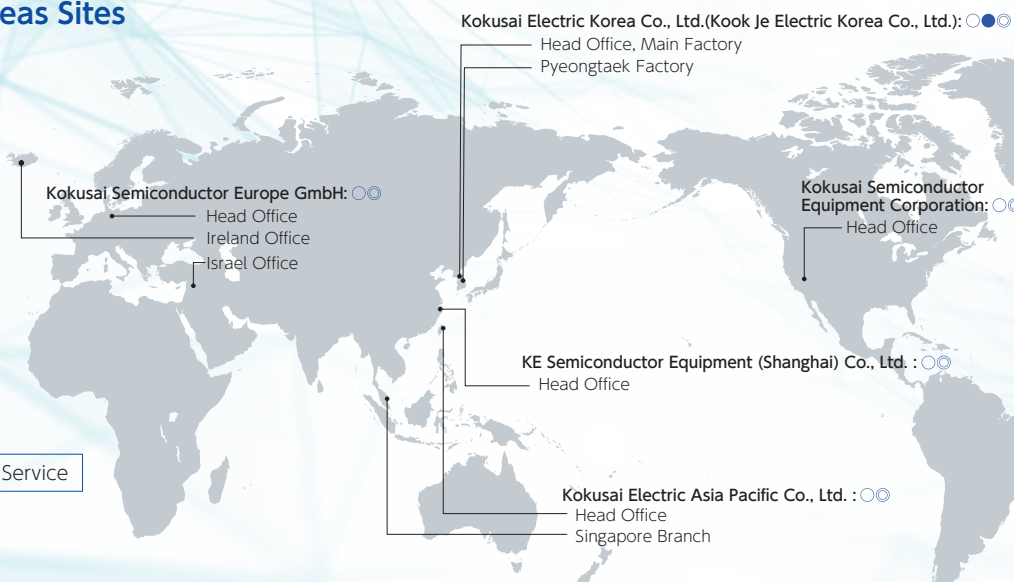 eas Sites
Kokusai Electric Korea Co., Ltd.(Kook Je Electric Korea Co., Ltd.): ○●◎
Head Office, Main Factory
Pyeongtaek Factory
Kokusai Semiconductor Europe GmbH: ○◎
Head Office
Ireland Office
Israel Office
Kokusai Semiconductor
Equipment Corporation: ○◎
Head Office
KE Semiconductor Equipment (Shanghai) Co., Ltd. : ○◎
Head Office
Service
Kokusai Electric Asia Pacific Co., Ltd. : ○◎
Head Office
Singapore Branch